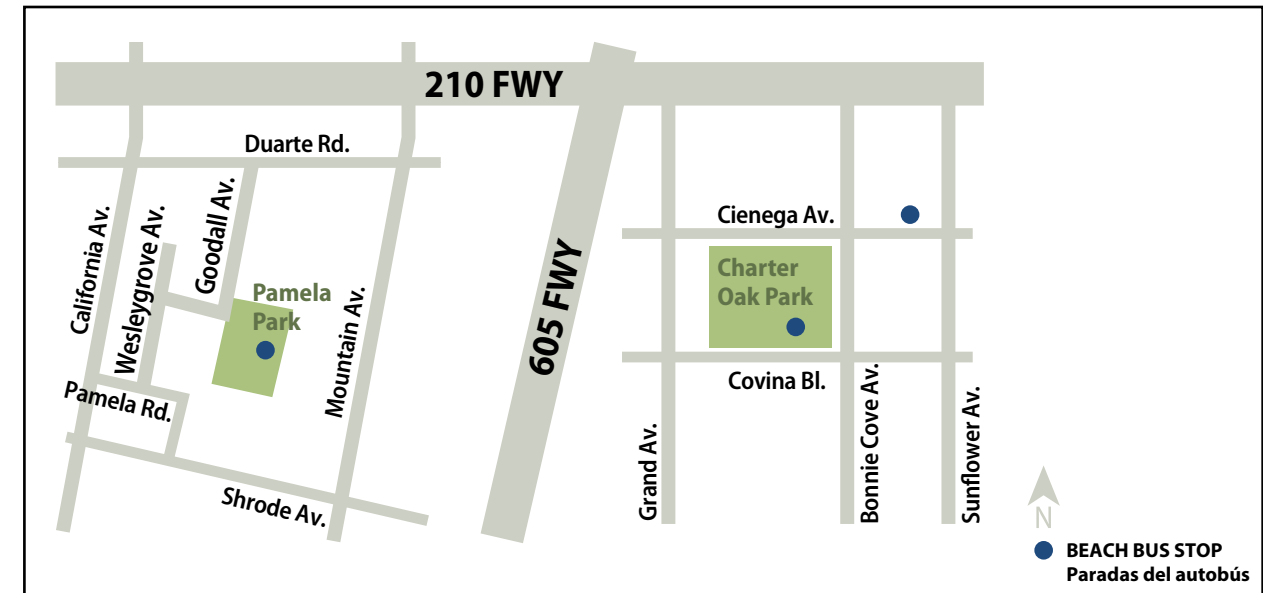 210 FWY
Duarte Rd.
California Av.
Wesleygrove Av.
Goodall Av.
Pamela
Park
Mountain Av.
Pamela Rd.
Shrode Av.
605 FWY
Cienega Av.
Charter
Oak Park
Covina Bl.
Grand Av.
Bonnie Cove Av.
Sunflower Av.
N
BEACH BUS STOP
Paradas del autobús